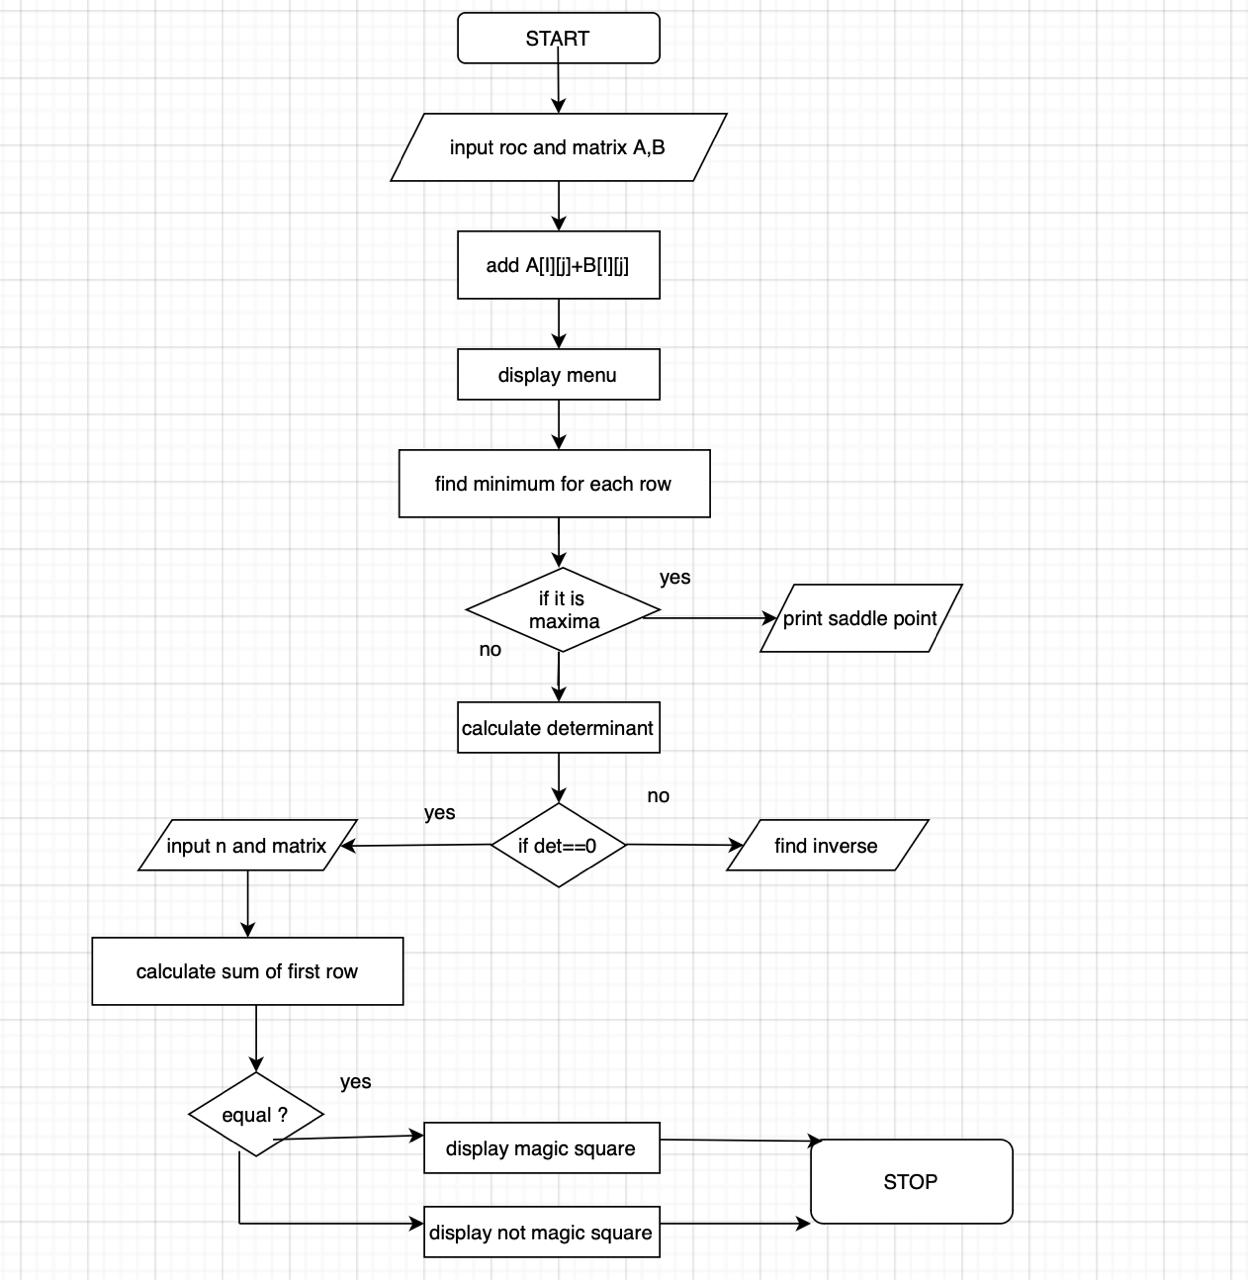 START
input roc and matrix A,B
add A[I][j]+B[I][j]
display menu
find minimum for each row
if it is
maxima
yes
print saddle point
no
calculate determinant
if det==0
yes
no
input n and matrix
find inverse
calculate sum of first row
equal ?
yes
display magic square
STOP
display not magic square